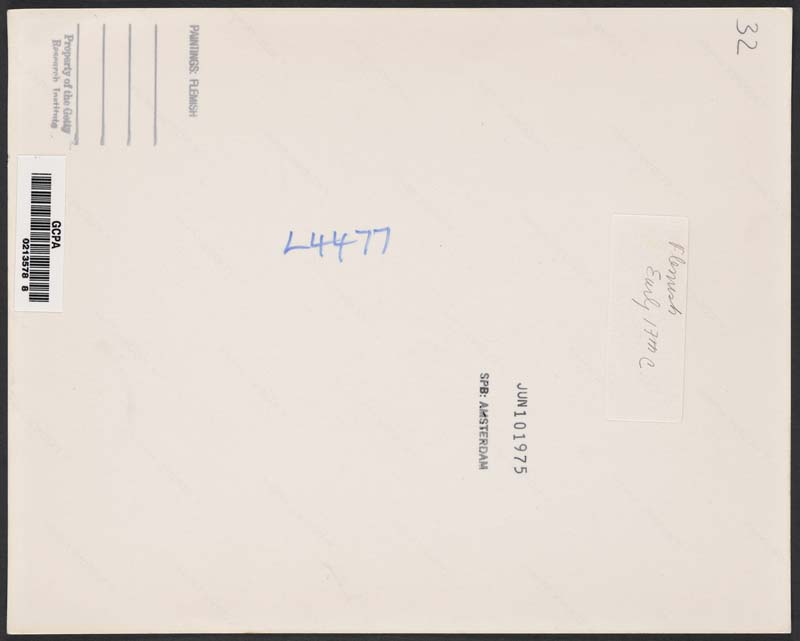 32
PAINTINGS: FLEMISH
Property of the Getty
Research Institute
GCPA
0213578 8
L4477
Flemish
Early 17th C.
JUN 10 1975
SPB: AMSTERDAM